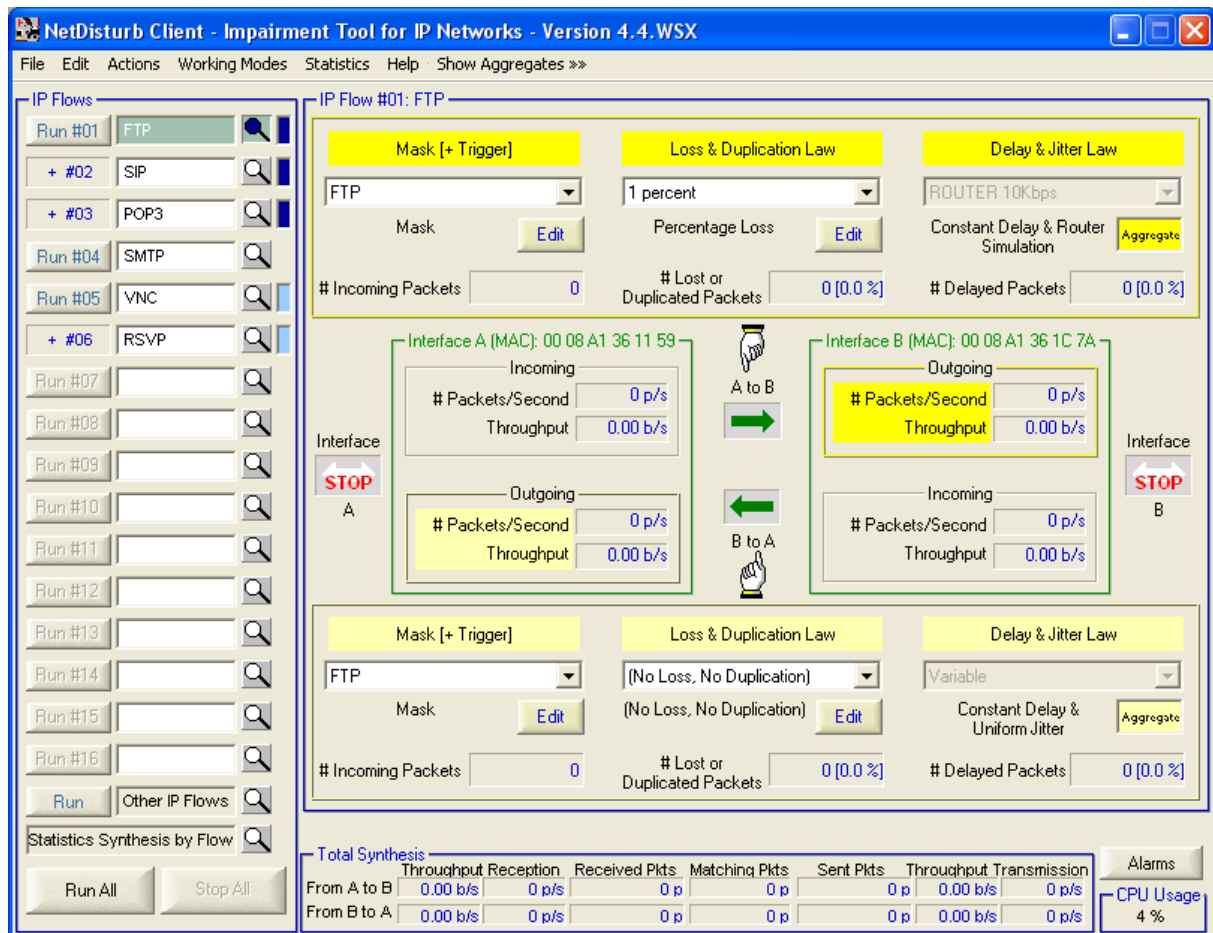 NetDisturb Client - Impairment Tool for IP Networks - Version 4.4.WSX
File Edit Actions Working Modes Statistics Help Show Aggregates »»
IP Flows
Run #01 FTP
+ #02 SIP
+ #03 POP3
Run #04 SMTP
Run #05 VNC
+ #06 RSVP
Run #07
Run #08
Run #09
Run #10
Run #11
Run #12
Run #13
Run #14
Run #15
Run #16
Run Other IP Flows
Statistics Synthesis by Flow
Run All Stop All
IP Flow #01: FTP
Mask [+ Trigger] Loss & Duplication Law Delay & Jitter Law
FTP 1 percent ROUTER 10Kbps
Mask Edit Percentage Loss Edit Constant Delay & Router Simulation Aggregate
# Incoming Packets 0 # Lost or Duplicated Packets 0 [0.0 %] # Delayed Packets 0 [0.0 %]
Interface A (MAC): 00 08 A1 36 11 59
Incoming
# Packets/Second 0 p/s
Throughput 0.00 b/s
Outgoing
# Packets/Second 0 p/s
Throughput 0.00 b/s
Interface
STOP
A
A to B
B to A
Interface B (MAC): 00 08 A1 36 1C 7A
Outgoing
# Packets/Second 0 p/s
Throughput 0.00 b/s
Incoming
# Packets/Second 0 p/s
Throughput 0.00 b/s
Interface
STOP
B
Mask [+ Trigger] Loss & Duplication Law Delay & Jitter Law
FTP (No Loss, No Duplication) Variable
Mask Edit (No Loss, No Duplication) Edit Constant Delay & Uniform Jitter Aggregate
# Incoming Packets 0 # Lost or Duplicated Packets 0 [0.0 %] # Delayed Packets 0 [0.0 %]
Total Synthesis
Throughput Reception Received Pkts Matching Pkts Sent Pkts Throughput Transmission
From A to B 0.00 b/s 0 p/s 0 p 0 p 0 p 0.00 b/s 0 p/s
From B to A 0.00 b/s 0 p/s 0 p 0 p 0 p 0.00 b/s 0 p/s
Alarms
CPU Usage
4 %